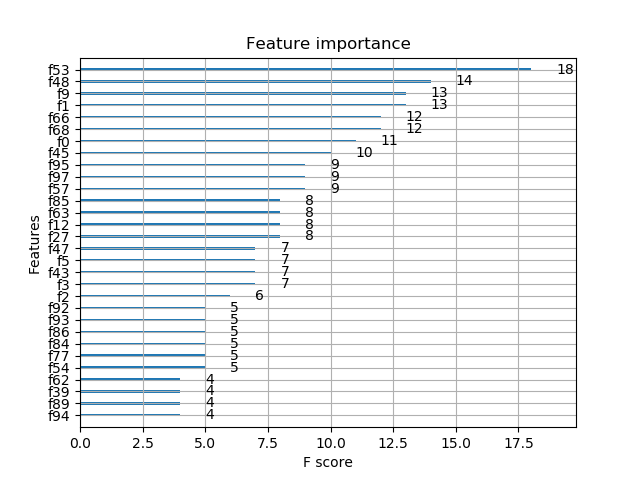 Feature importance
f53 18
f48 14
f9 13
f1 13
f66 12
f68 12
f0 11
f45 10
f95 9
f97 9
f57 9
f85 8
f63 8
f12 8
f27 8
f47 7
f5 7
f43 7
f3 7
f2 6
f92 5
f93 5
f86 5
f84 5
f77 5
f54 5
f62 4
f39 4
f89 4
f94 4
Features
0.0 2.5 5.0 7.5 10.0 12.5 15.0 17.5
F score